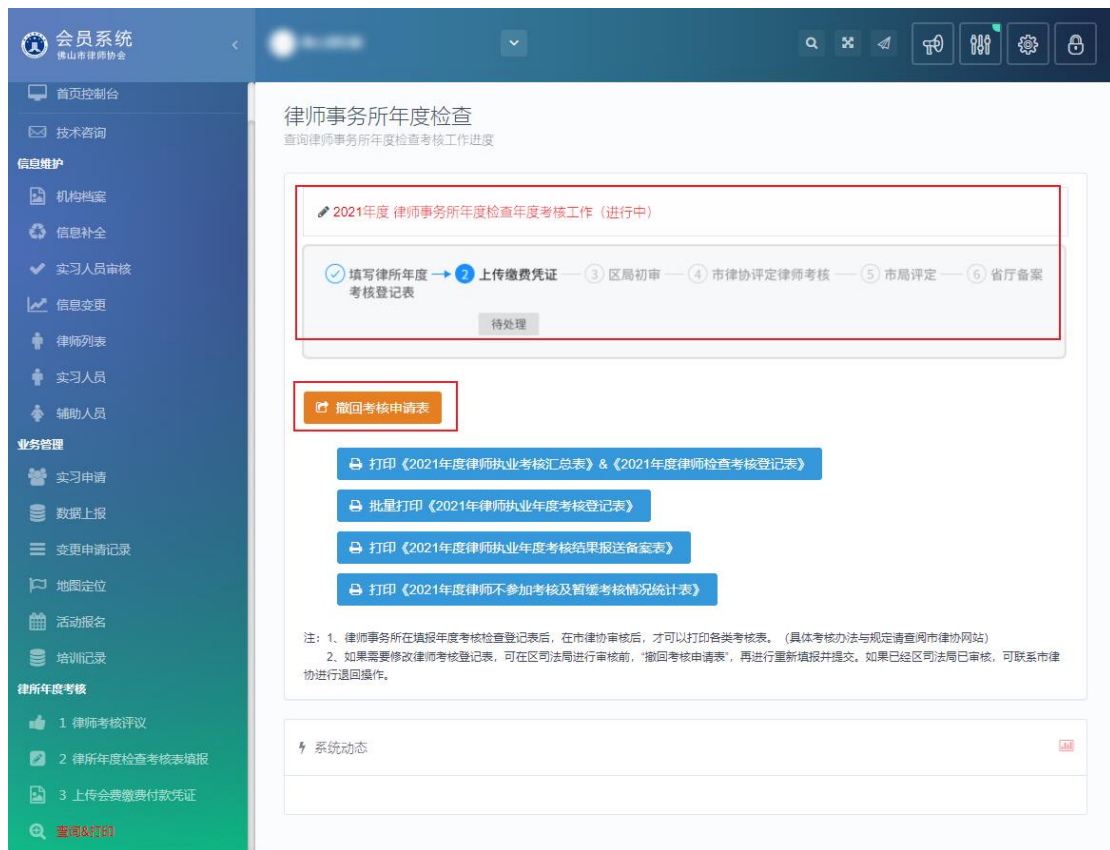 会员系统
佛山市律师协会
首页控制台
技术咨询
信息维护
机构档案
信息补全
实习人员审核
信息变更
律师列表
实习人员
辅助人员
业务管理
实习申请
数据上报
变更申请记录
地图定位
活动报名
培训记录
律所年度考核
1 律师考核评议
2 律所年度检查考核表填报
3 上传会费缴费付款凭证
查询&打印
律师事务所年度检查
查询律师事务所年度检查考核工作进度
2021年度 律师事务所年度检查年度考核工作（进行中）
填写律所年度 2 上传缴费凭证 3 区局初审 4 市律协评定律师考核 5 市局评定 6 省厅备案
考核登记表
待处理
撤回考核申请表
打印《2021年度律师执业考核汇总表》&《2021年度律师检查考核登记表》
批量打印《2021年律师执业年度考核登记表》
打印《2021年度律师执业年度考核结果报送备案表》
打印《2021年度律师不参加考核及暂缓考核情况统计表》
注：1、律师事务所在填报年度考核检查登记表后，在市律协审核后，才可以打印各类考核表。（具体考核办法与规定请查阅市律协网站）
2、如果需要修改律师考核登记表，可在区司法局进行审核前，“撤回考核申请表”，再进行重新填报并提交。如果已经区司法局已审核，可联系市律
协进行退回操作。
系统动态